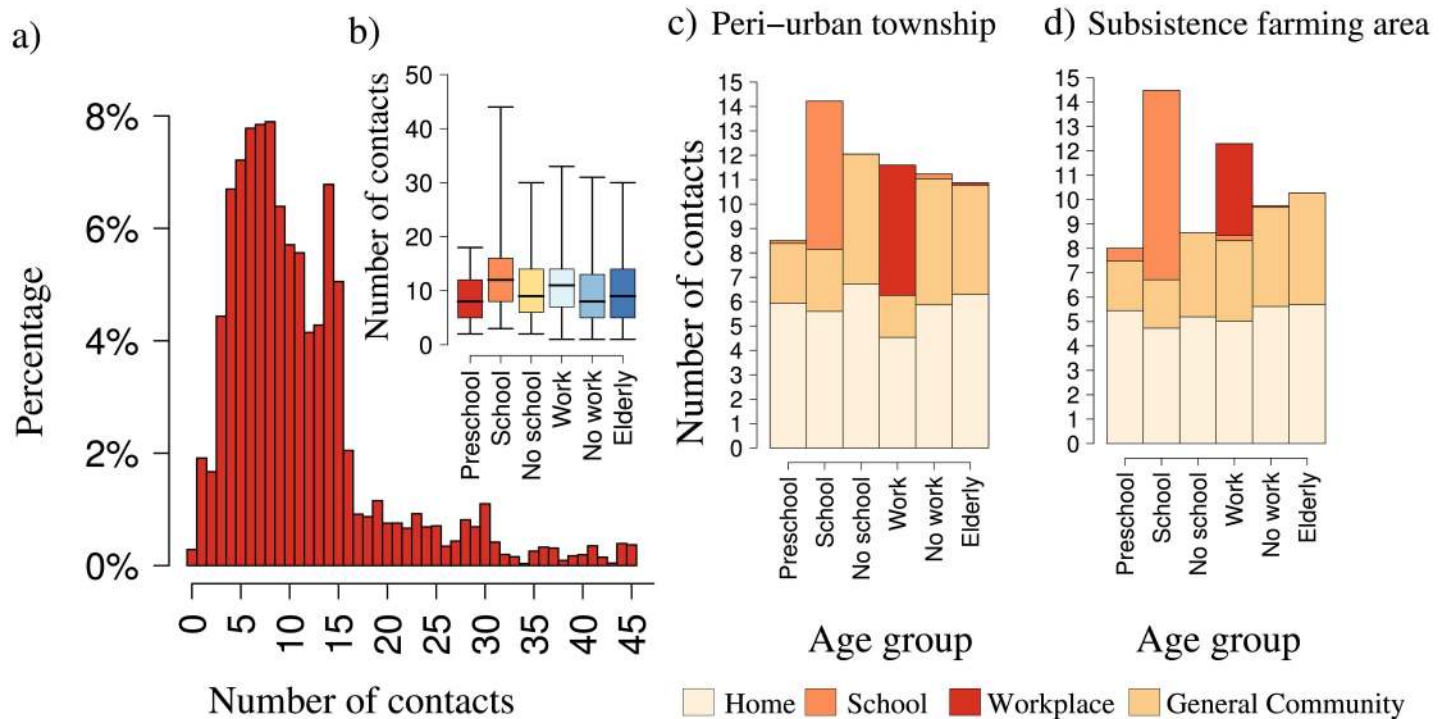 a)
Percentage
8%
6%
4%
2%
0%
0
5
10
15
20
25
30
35
40
45
Number of contacts
b)
Number of contacts
50
40
30
20
10
0
Preschool
School
No school
Work
No work
Elderly
c) Peri−urban township
Number of contacts
15
14
13
12
11
10
9
8
7
6
5
4
3
2
1
0
Preschool
School
No school
Work
No work
Elderly
Age group
d) Subsistence farming area
15
14
13
12
11
10
9
8
7
6
5
4
3
2
1
0
Preschool
School
No school
Work
No work
Elderly
Age group
Home School Workplace General Community